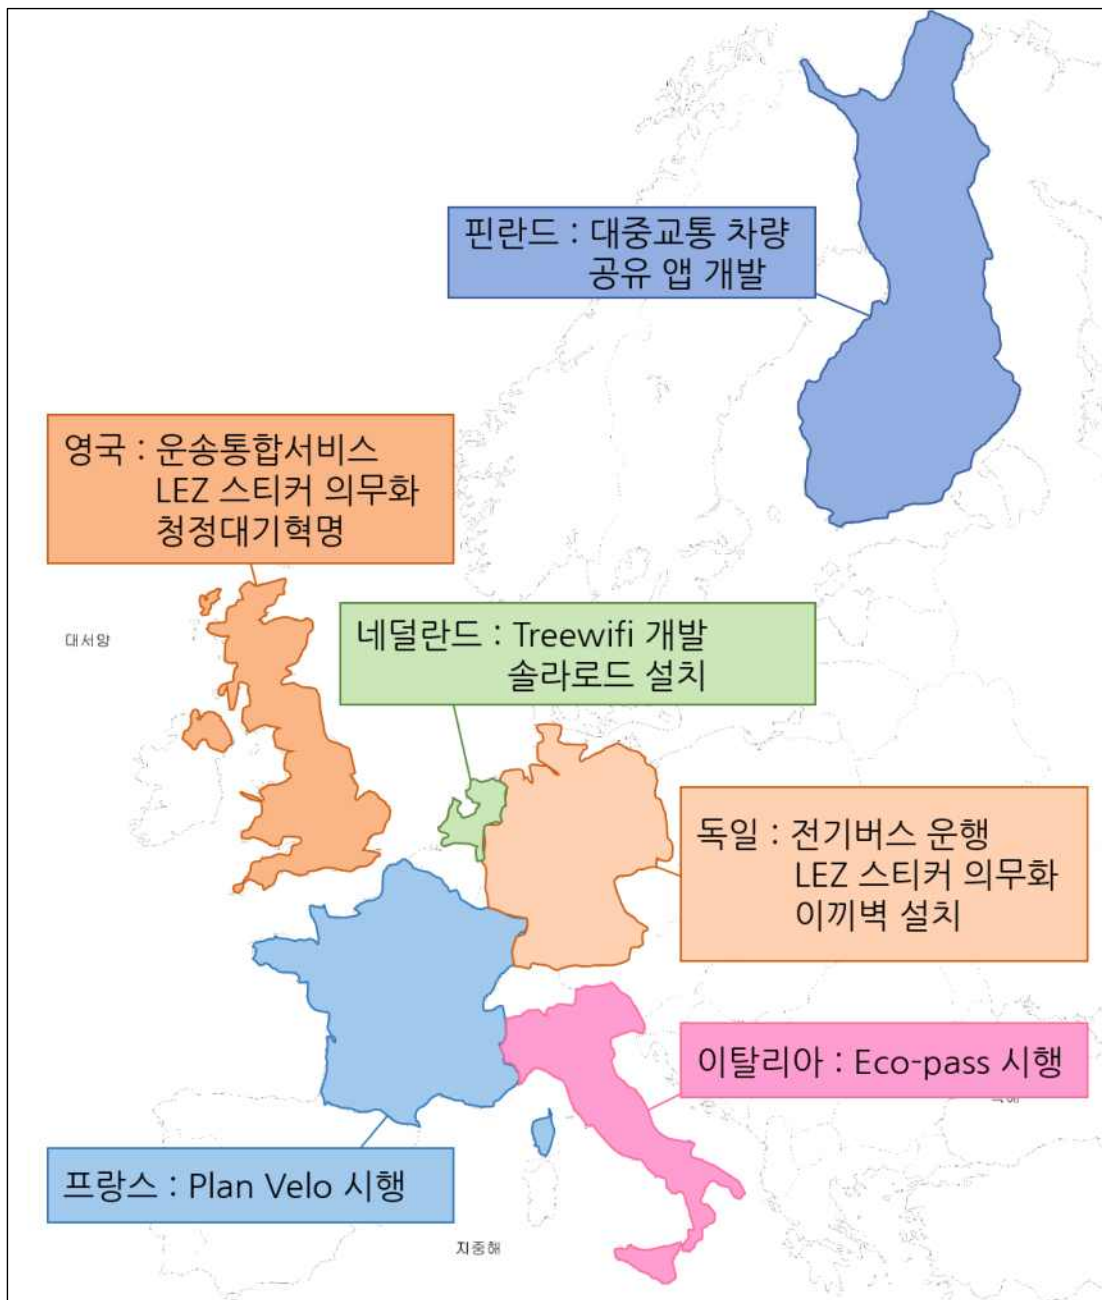 핀란드 : 대중교통 차량
공유 앱 개발
영국 : 운송통합서비스
LEZ 스티커 의무화
청정대기혁명
대서양
네덜란드 : Treewifi 개발
솔라로드 설치
독일 : 전기버스 운행
LEZ 스티커 의무화
이끼벽 설치
이탈리아 : Eco-pass 시행
프랑스 : Plan Velo 시행
지중해